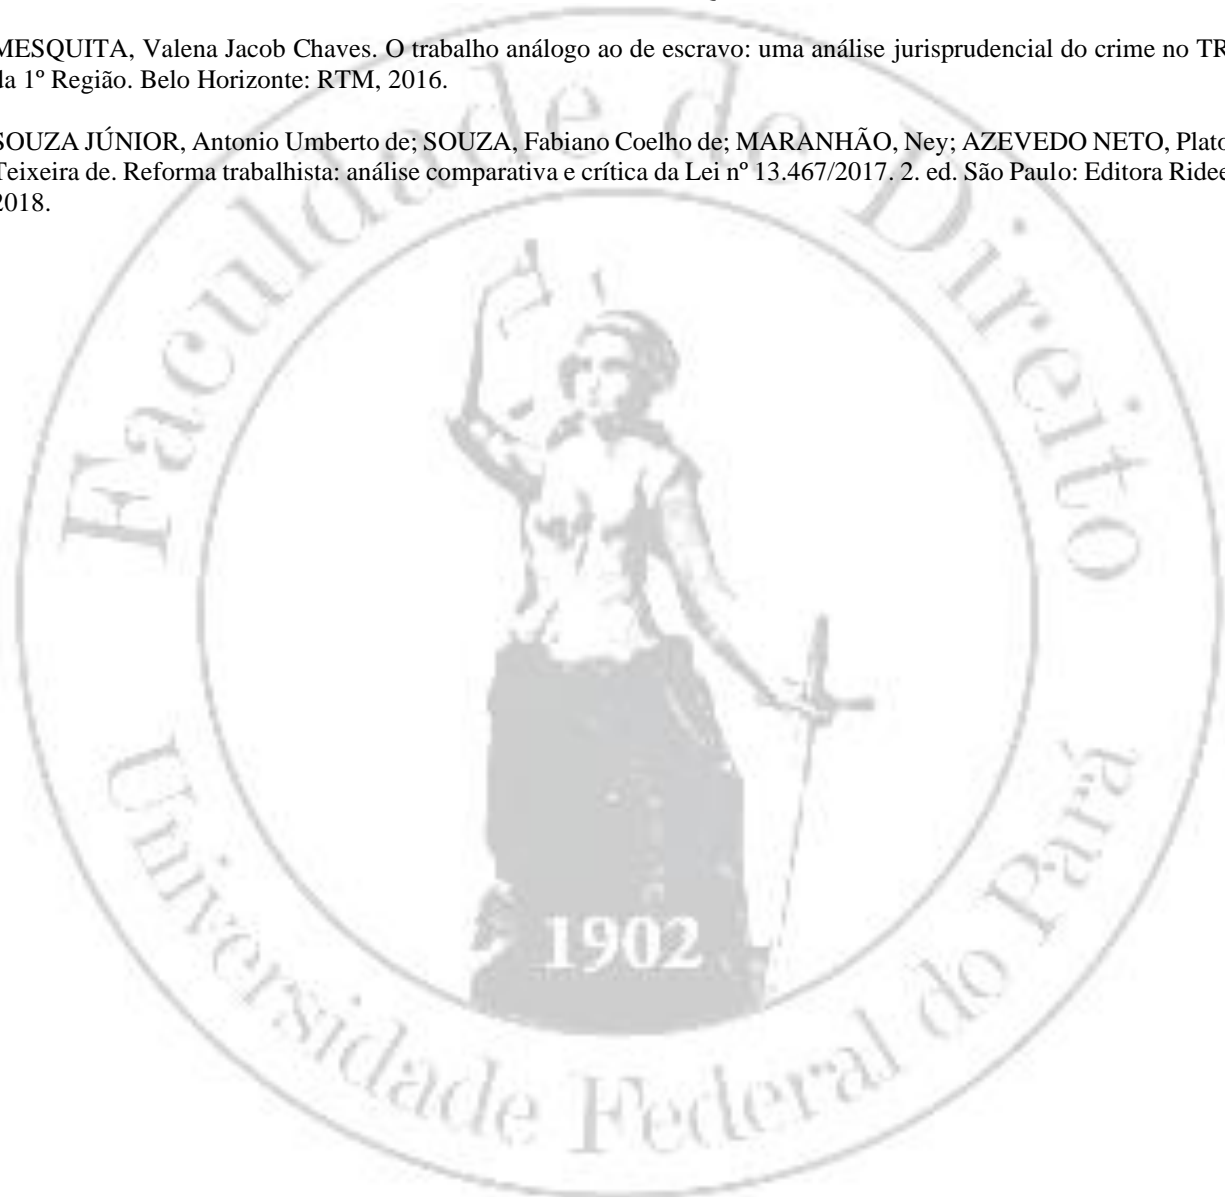 MESQUITA, Valena Jacob Chaves. O trabalho análogo ao de escravo: uma análise jurisprudencial do crime no TR
da 1º Região. Belo Horizonte: RTM, 2016.
SOUZA JÚNIOR, Antonio Umberto de; SOUZA, Fabiano Coelho de; MARANHÃO, Ney; AZEVEDO NETO, Plato
Teixeira de. Reforma trabalhista: análise comparativa e crítica da Lei nº 13.467/2017. 2. ed. São Paulo: Editora Ridee
2018.
Faculdade de Direito
1902
Universidade Federal do Pará